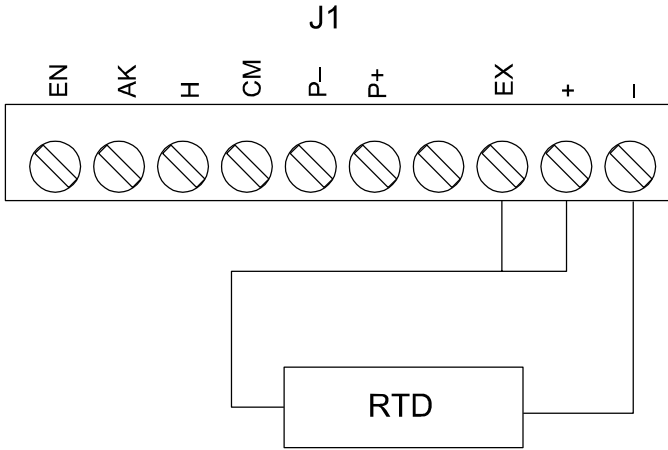 J1
EN AK H CM P– P+ EX + –
RTD